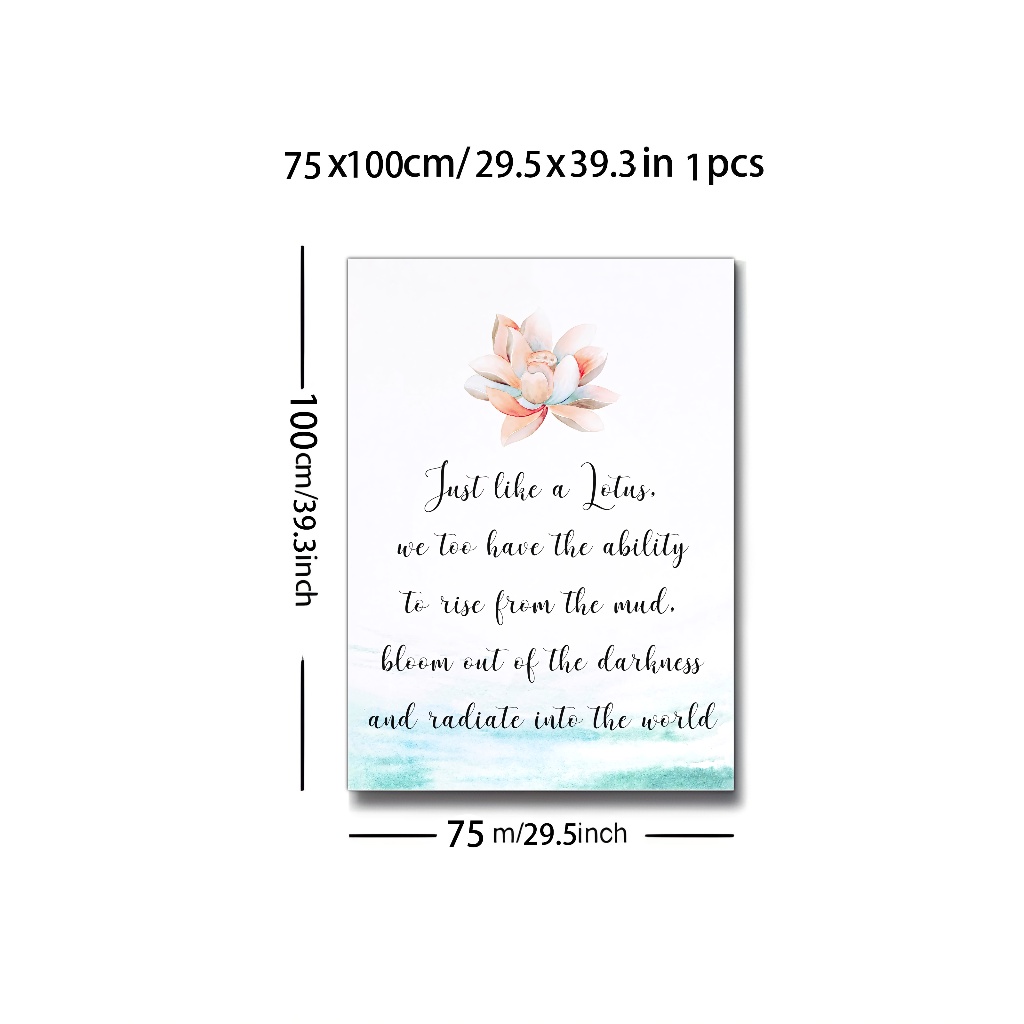 75x100cm/29.5x39.3in 1pcs
100cm/39.3inch
Just like a Lotus,
we too have the ability
to rise from the mud,
bloom out of the darkness
and radiate into the world
75 m/29.5inch